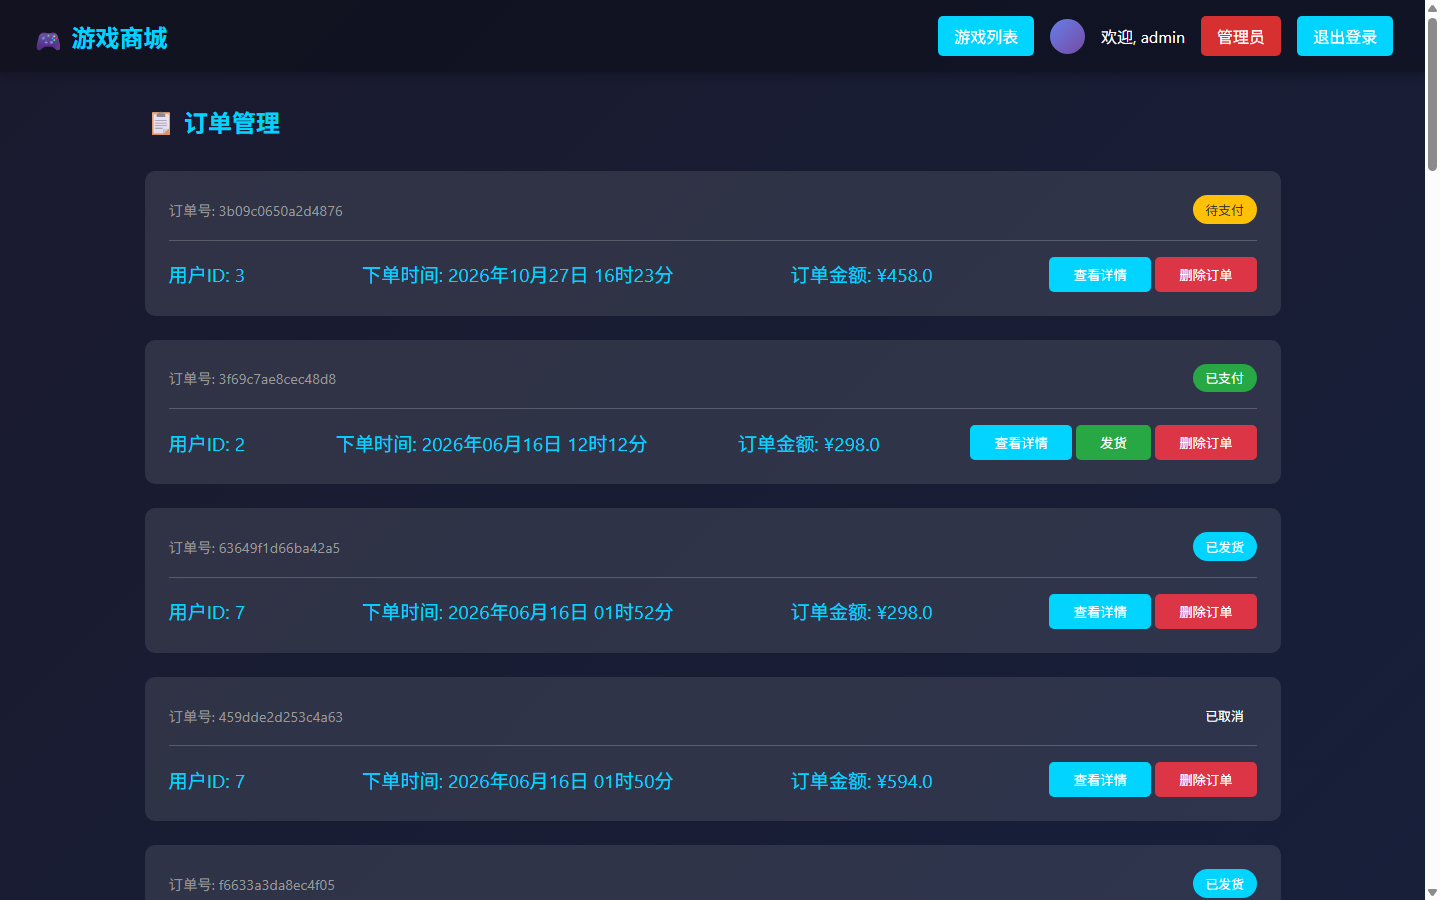 游戏商城
游戏列表
欢迎, admin
管理员
退出登录
订单管理
订单号: 3b09c0650a2d4876
待支付
用户ID: 3
下单时间: 2026年10月27日 16时23分
订单金额: ¥458.0
查看详情
删除订单
订单号: 3f69c7ae8cec48d8
已支付
用户ID: 2
下单时间: 2026年06月16日 12时12分
订单金额: ¥298.0
查看详情
发货
删除订单
订单号: 63649f1d66ba42a5
已发货
用户ID: 7
下单时间: 2026年06月16日 01时52分
订单金额: ¥298.0
查看详情
删除订单
订单号: 459dde2d253c4a63
已取消
用户ID: 7
下单时间: 2026年06月16日 01时50分
订单金额: ¥594.0
查看详情
删除订单
订单号: f6633a3da8ec4f05
已发货